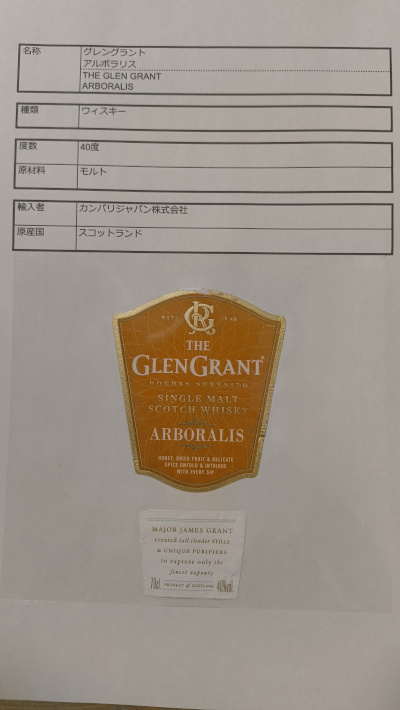 名称
グレングラント
アルボラリス
THE GLEN GRANT
ARBORALIS
種類
ウィスキー
度数
40度
原材料
モルト
輸入者
カンパリジャパン株式会社
原産国
スコットランド
THE
GLENGRANT
ROTHES SPEYSIDE
SINGLE MALT
SCOTCH WHISKY
ARBORALIS
HONEY, DRIED FRUIT & DELICATE
SPICE UNFOLD & INTRIGUE
WITH EVERY SIP
MAJOR JAMES GRANT
created tall slender STILLS
& UNIQUE PURIFIERS
to capture only the
finest vapours
70cl PRODUCT of SCOTLAND 40%vol.